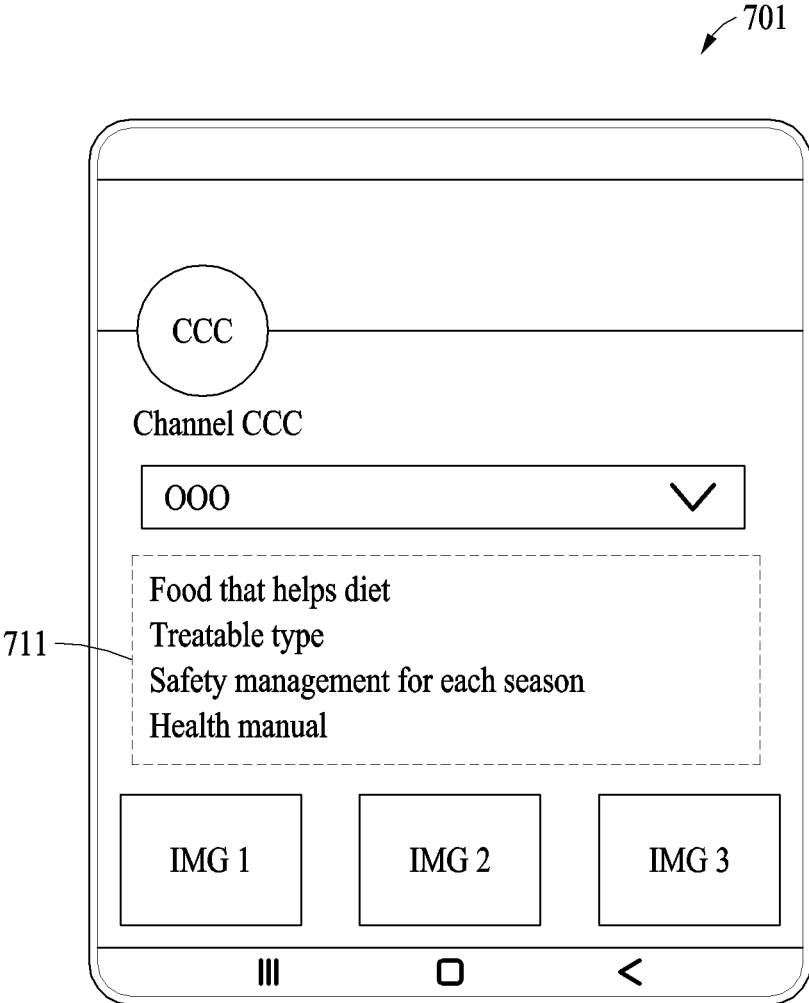 701
CCC
Channel CCC
OOO
Food that helps diet
Treatable type
711
Safety management for each season
Health manual
IMG 1
IMG 2
IMG 3